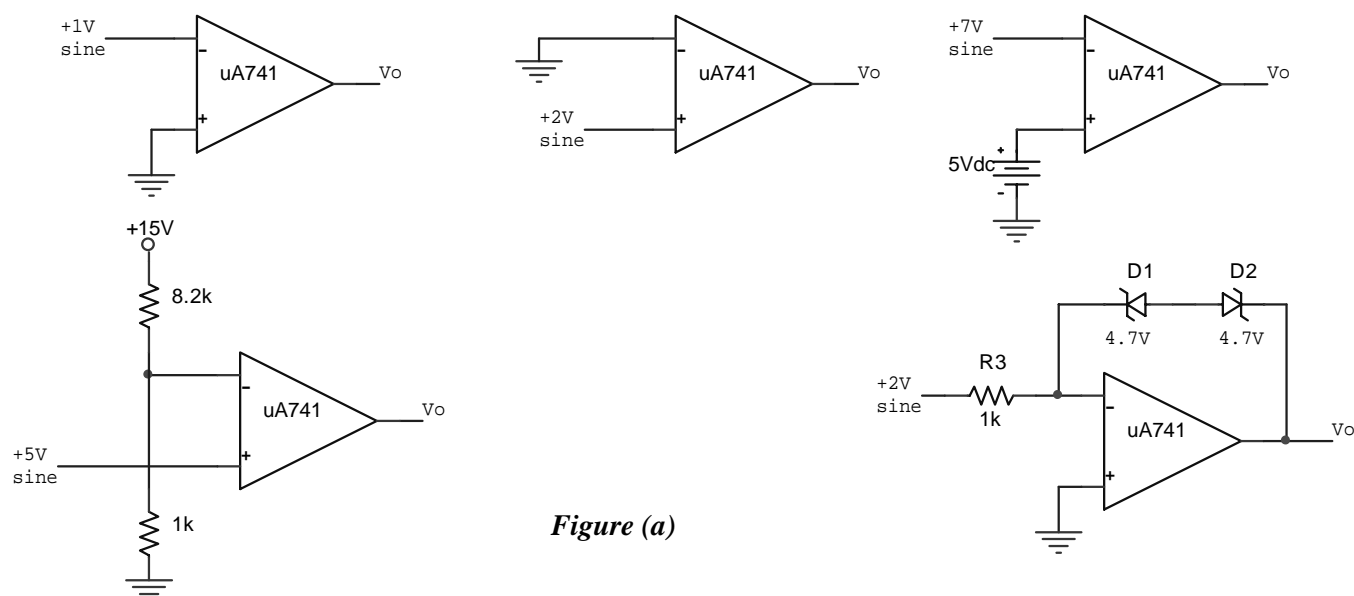 +1V
sine
-
uA741
+
Vo
-
uA741
+
+2V
sine
Vo
+7V
sine
-
uA741
+
Vo
+
5Vdc
-
+15V
8.2k
-
uA741
+
Vo
+5V
sine
1k
D1
D2
4.7V
4.7V
R3
+2V
sine
1k
-
uA741
+
Vo
Figure (a)